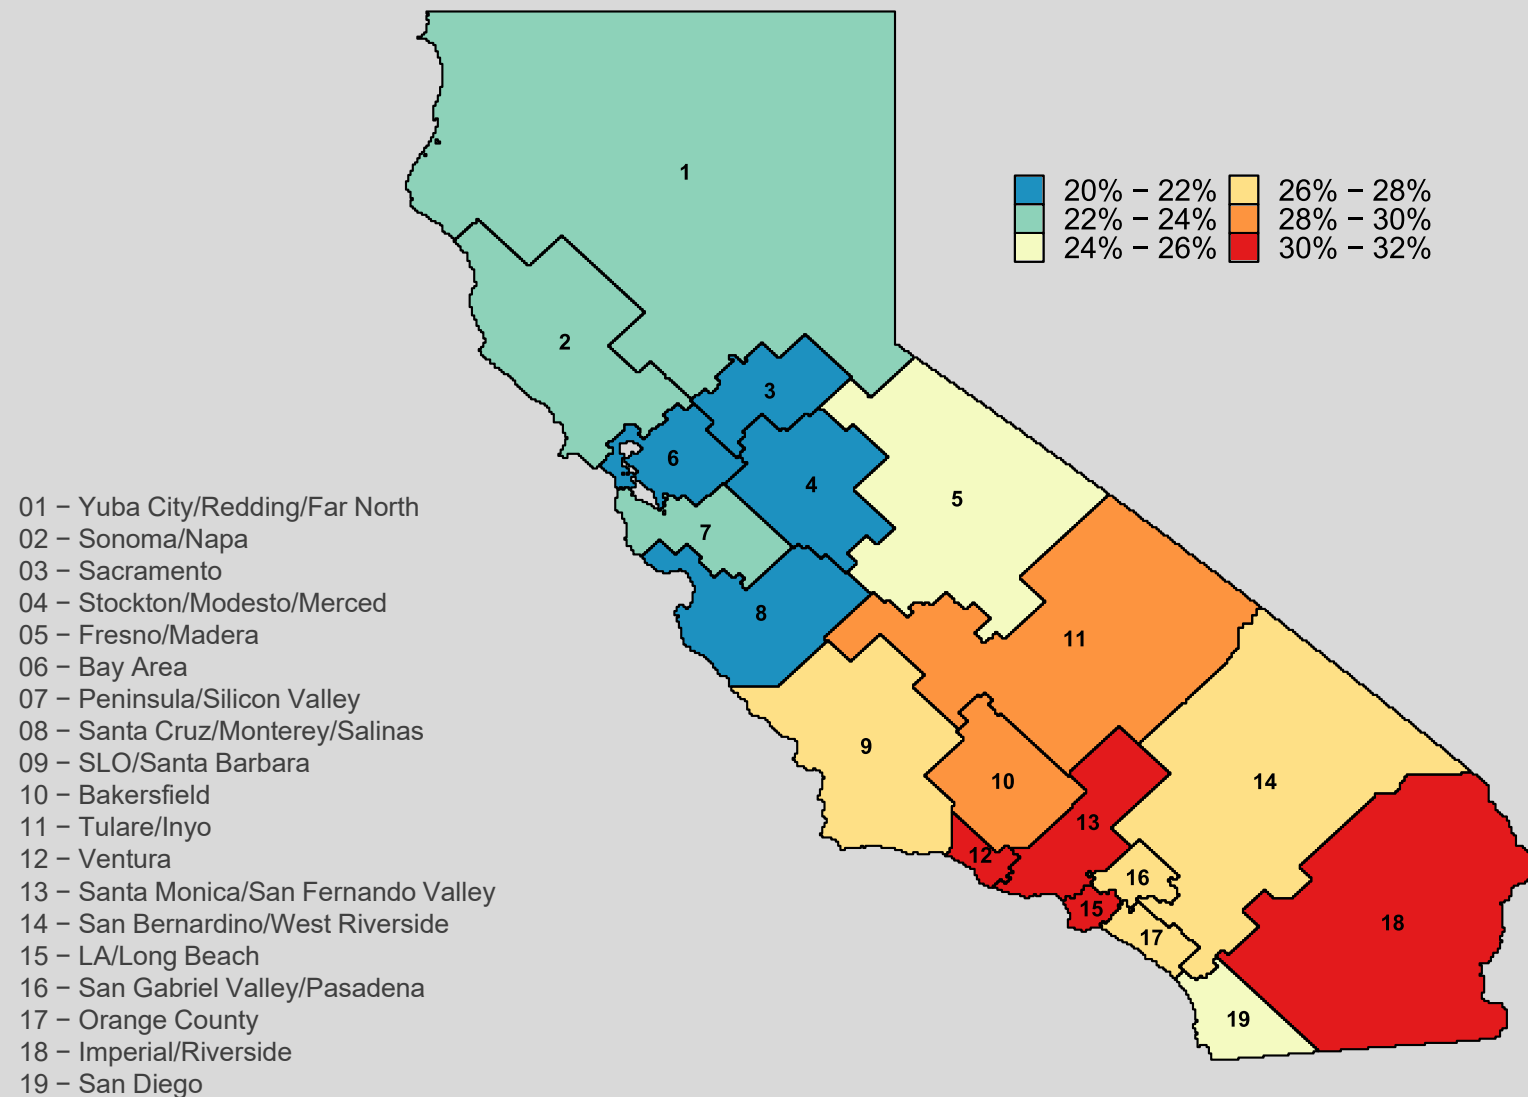 1
20% − 22% 26% − 28%
22% − 24% 28% − 30%
24% − 26% 30% − 32%
2
3
6
4
5
7
8
11
9
10
14
13
12
16
15
17
18
19
01 − Yuba City/Redding/Far North
02 − Sonoma/Napa
03 − Sacramento
04 − Stockton/Modesto/Merced
05 − Fresno/Madera
06 − Bay Area
07 − Peninsula/Silicon Valley
08 − Santa Cruz/Monterey/Salinas
09 − SLO/Santa Barbara
10 − Bakersfield
11 − Tulare/Inyo
12 − Ventura
13 − Santa Monica/San Fernando Valley
14 − San Bernardino/West Riverside
15 − LA/Long Beach
16 − San Gabriel Valley/Pasadena
17 − Orange County
18 − Imperial/Riverside
19 − San Diego